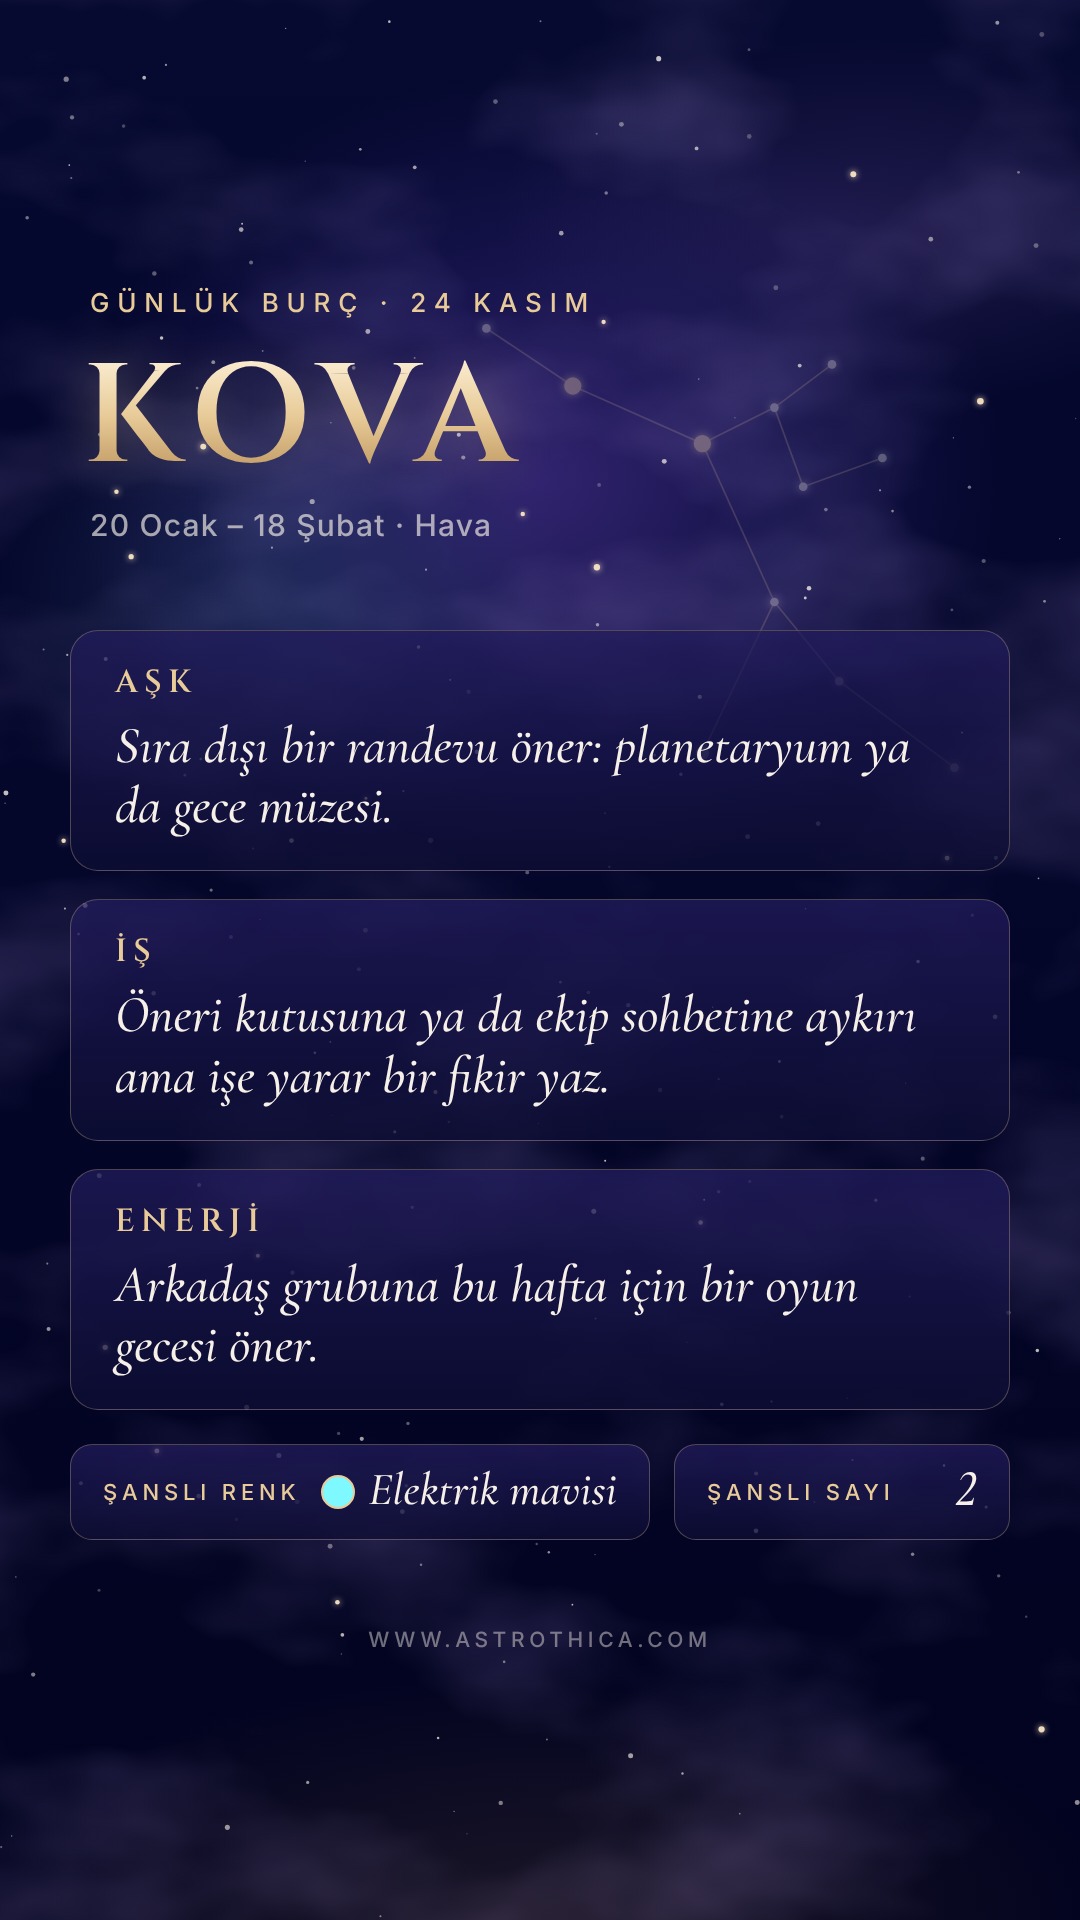 GÜNLÜK BURÇ · 24 KASIM
KOVA
20 Ocak – 18 Şubat · Hava
AŞK
Sıra dışı bir randevu öner: planetaryum ya
da gece müzesi.
İŞ
Öneri kutusuna ya da ekip sohbetine aykırı
ama işe yarar bir fikir yaz.
ENERJİ
Arkadaş grubuna bu hafta için bir oyun
gecesi öner.
ŞANSLI RENK Elektrik mavisi
ŞANSLI SAYI 2
WWW.ASTROTHICA.COM